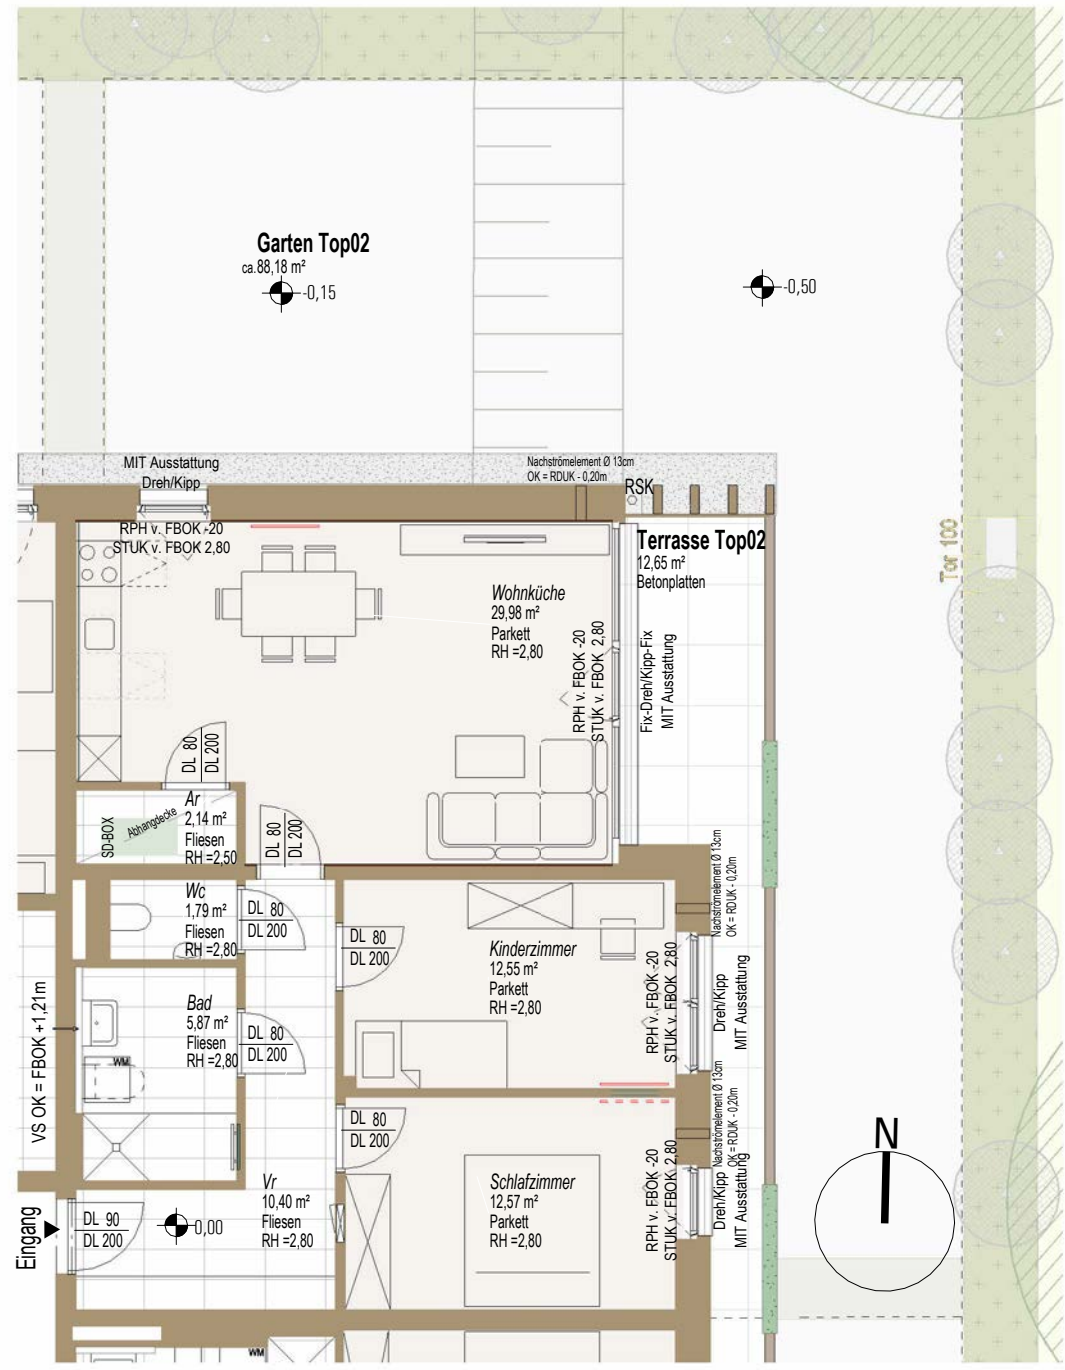 Garten Top02
ca.88,18 m²
-0,15
-0,50
MIT Ausstattung
Dreh/Kipp
RPH v. FBOK -20
STUK v. FBOK 2,80
Nachströmelement Ø 13cm
OK = RDUK - 0,20m
RSK
Terrasse Top02
12,65 m²
Betonplatten
Tor 100
Wohnküche
29,98 m²
Parkett
RH =2,80
RPH v. FBOK -20
STUK v. FBOK 2,80
Fix-Dreh/Kipp-Fix
MIT Ausstattung
DL 80
DL 200
Ar
2,14 m²
Fliesen
RH =2,50
SD-BOX
Abhangdecke
DL 80
DL 200
Wc
1,79 m²
Fliesen
RH =2,80
DL 80
DL 200
DL 80
DL 200
Kinderzimmer
12,55 m²
Parkett
RH =2,80
RPH v. FBOK -20
STUK v. FBOK 2,80
Dreh/Kipp
MIT Ausstattung
Nachströmelement Ø 13cm
OK = RDUK - 0,20m
VS OK = FBOK +1,21m
Bad
5,87 m²
Fliesen
RH =2,80
WM
DL 80
DL 200
DL 80
DL 200
Schlafzimmer
12,57 m²
Parkett
RH =2,80
RPH v. FBOK -20
STUK v. FBOK 2,80
Dreh/Kipp
MIT Ausstattung
Nachströmelement Ø 13cm
OK = RDUK - 0,20m
Vr
10,40 m²
Fliesen
RH =2,80
Eingang
DL 90
DL 200
0,00
N
WM